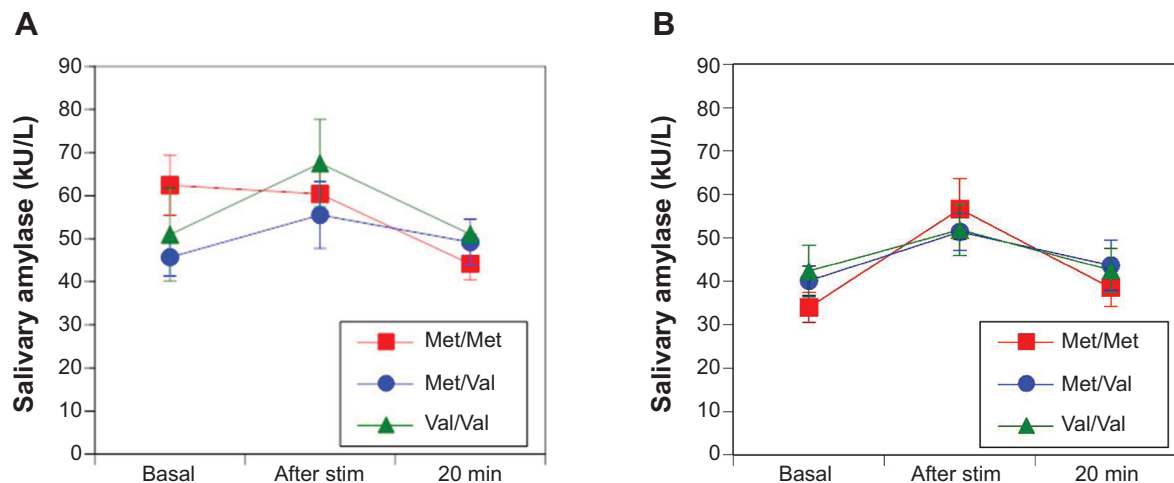 A
Salivary amylase (kU/L)
90
80
70
60
50
40
30
20
10
0
Met/Met
Met/Val
Val/Val
Basal
After stim
20 min
B
Salivary amylase (kU/L)
90
80
70
60
50
40
30
20
10
0
Met/Met
Met/Val
Val/Val
Basal
After stim
20 min